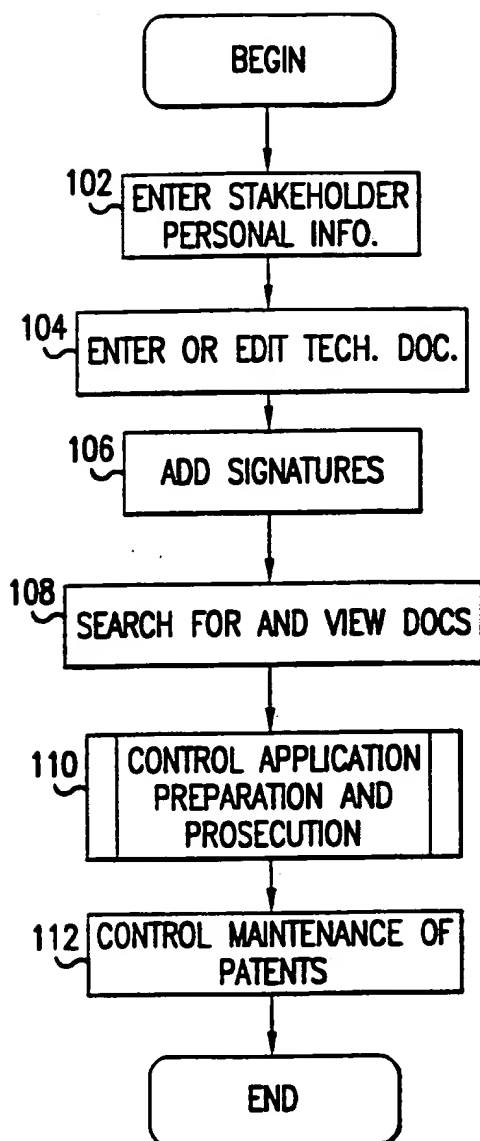 BEGIN
102
ENTER STAKEHOLDER
PERSONAL INFO.
104
ENTER OR EDIT TECH. DOC.
106
ADD SIGNATURES
108
SEARCH FOR AND VIEW DOCS
110
CONTROL APPLICATION
PREPARATION AND
PROSECUTION
112
CONTROL MAINTENANCE OF
PATENTS
END